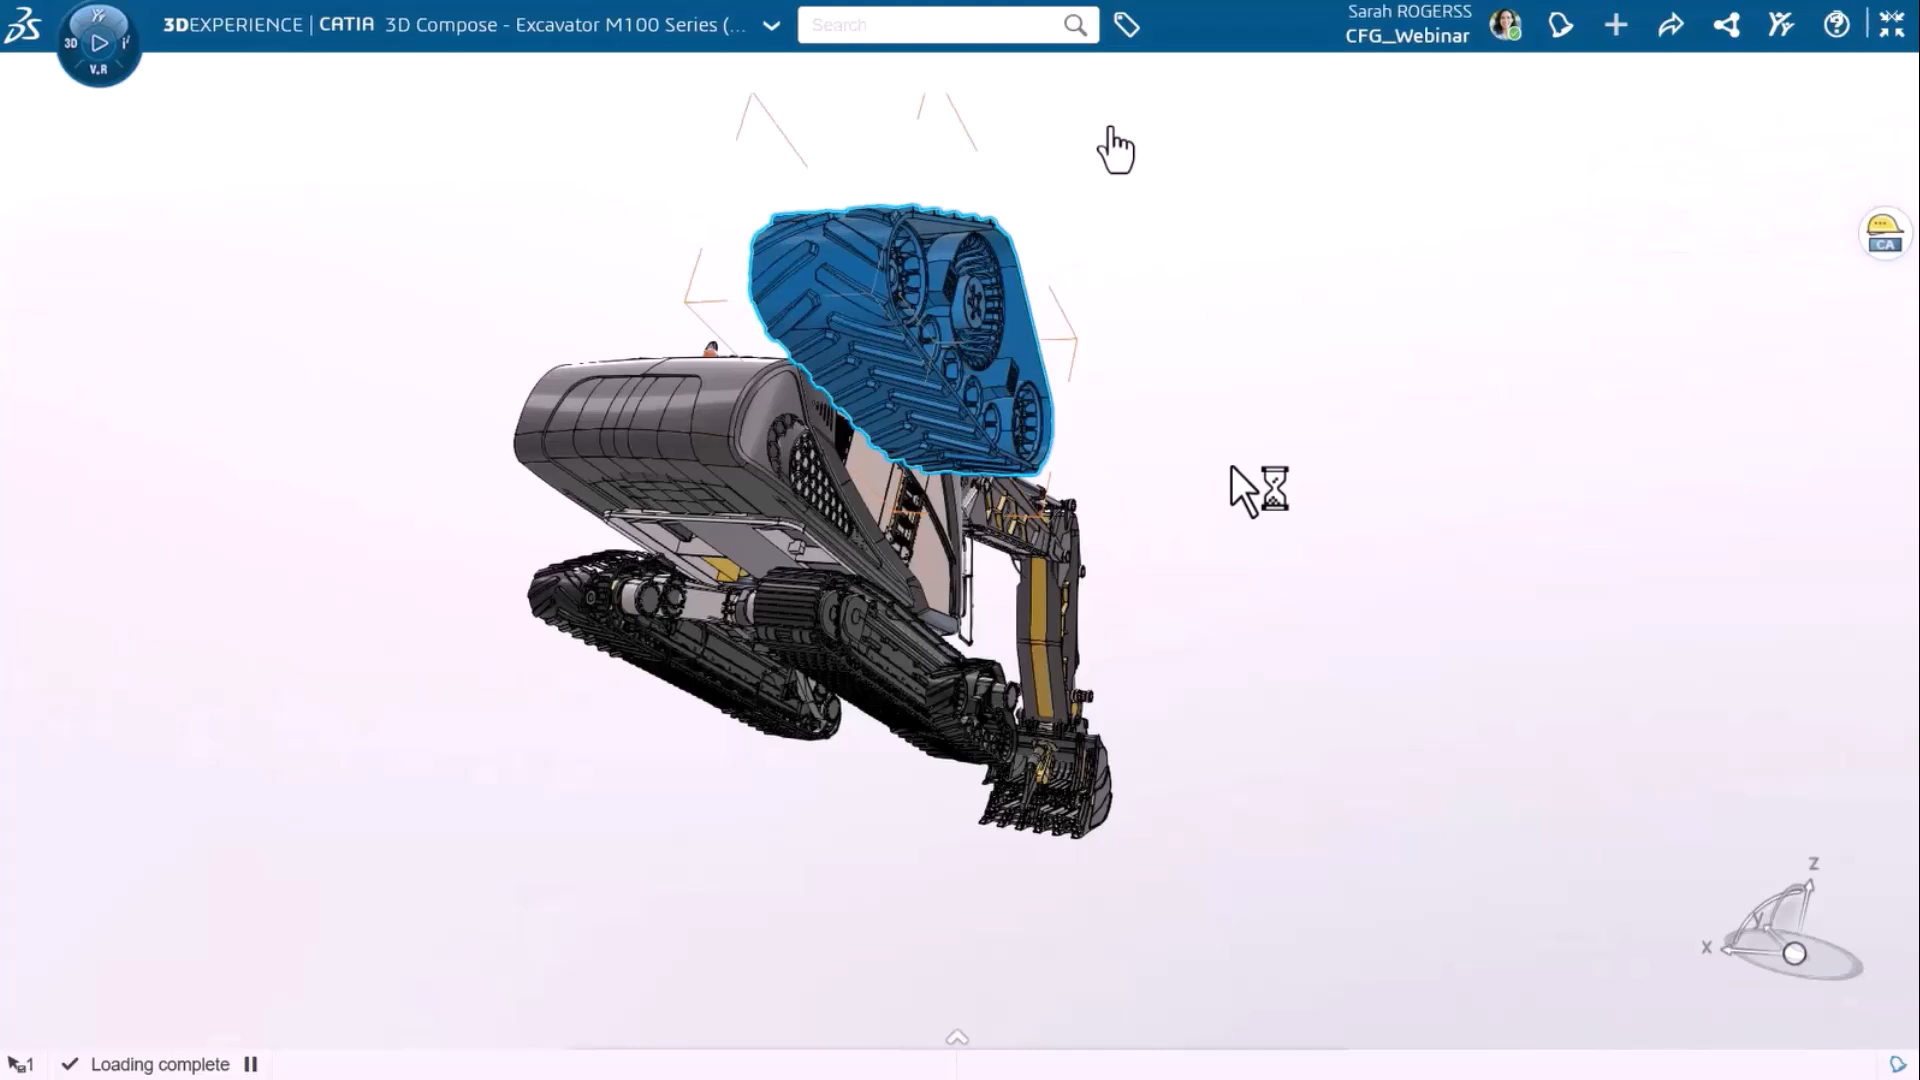 3DEXPERIENCE | CATIA 3D Compose - Excavator M100 Series (...
Search
Sarah ROGERSS
CFG_Webinar
3D
V.R
CA
Z
Y
X
1
Loading complete